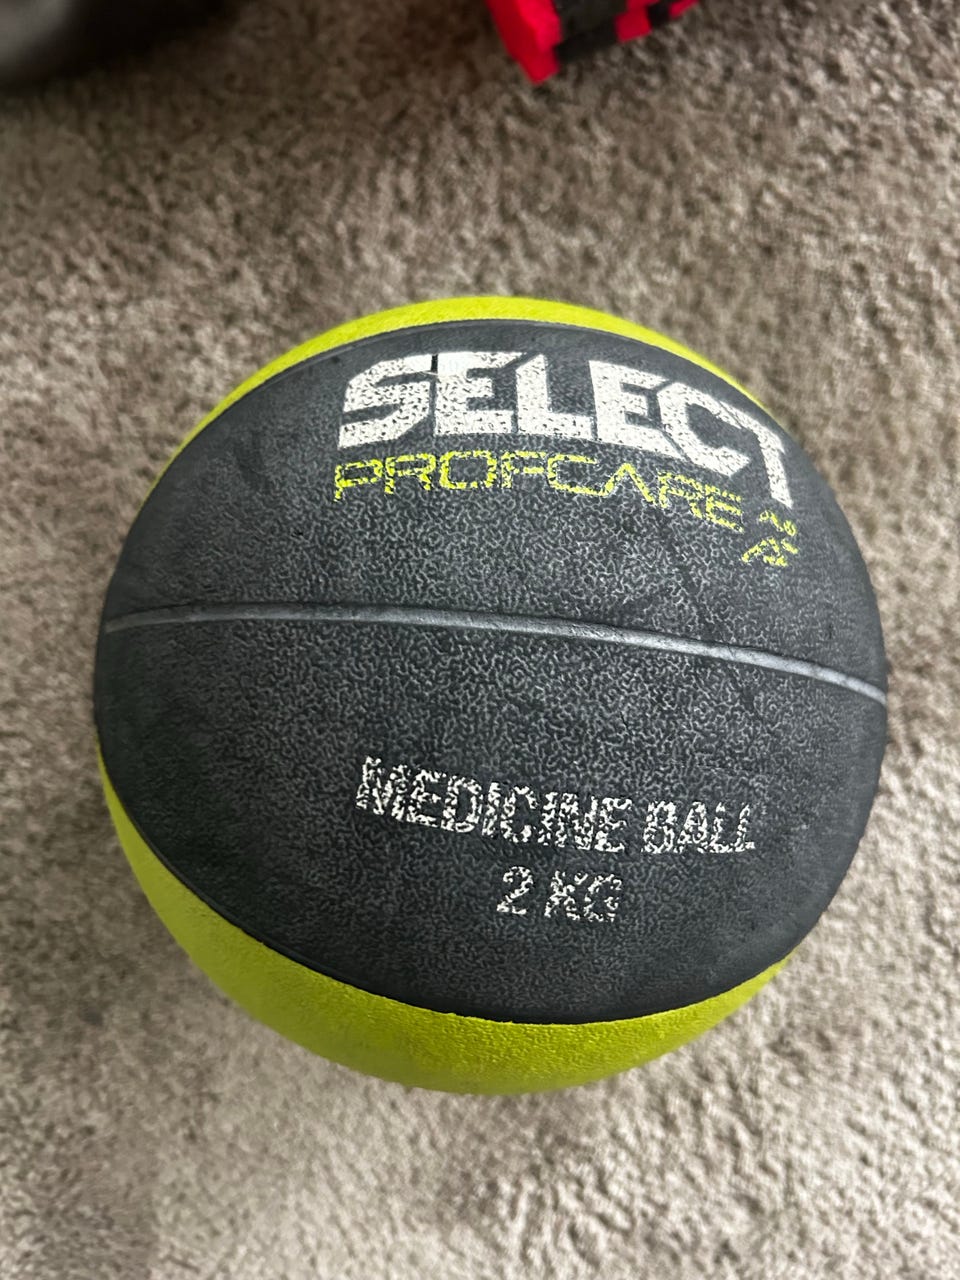 SELECT
PROFCARE
MEDICINE BALL
2 KG